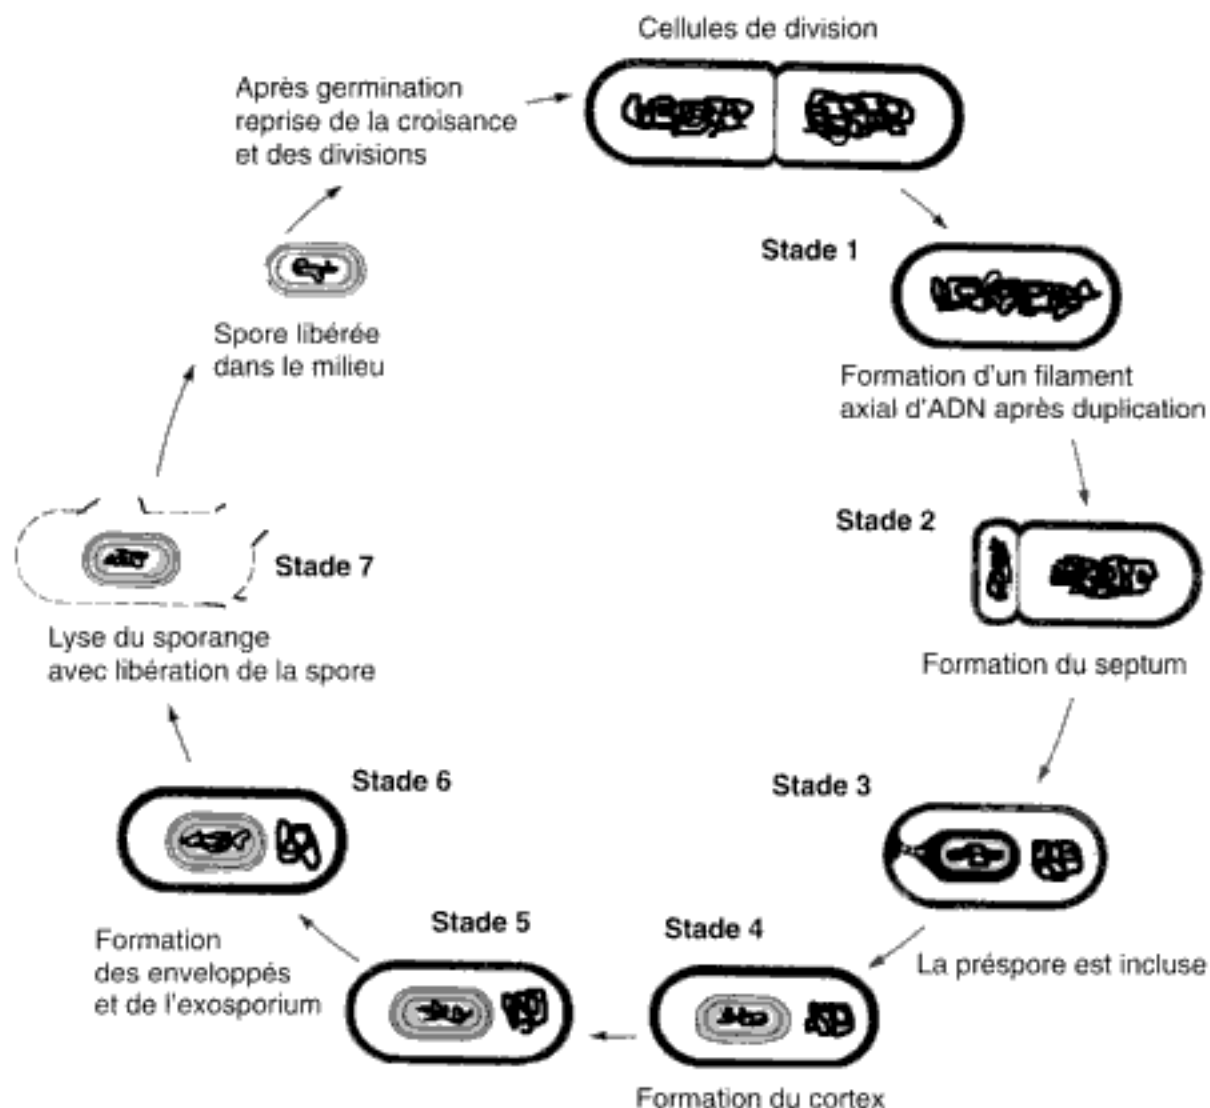 Cellules de division
Après germination
reprise de la croisance
et des divisions
Stade 1
Formation d'un filament
axial d'ADN après duplication
Stade 2
Formation du septum
Stade 3
La préspore est incluse
Stade 4
Formation du cortex
Stade 5
Stade 6
Formation
des enveloppés
et de l'exosporium
Stade 7
Lyse du sporange
avec libération de la spore
Spore libérée
dans le milieu